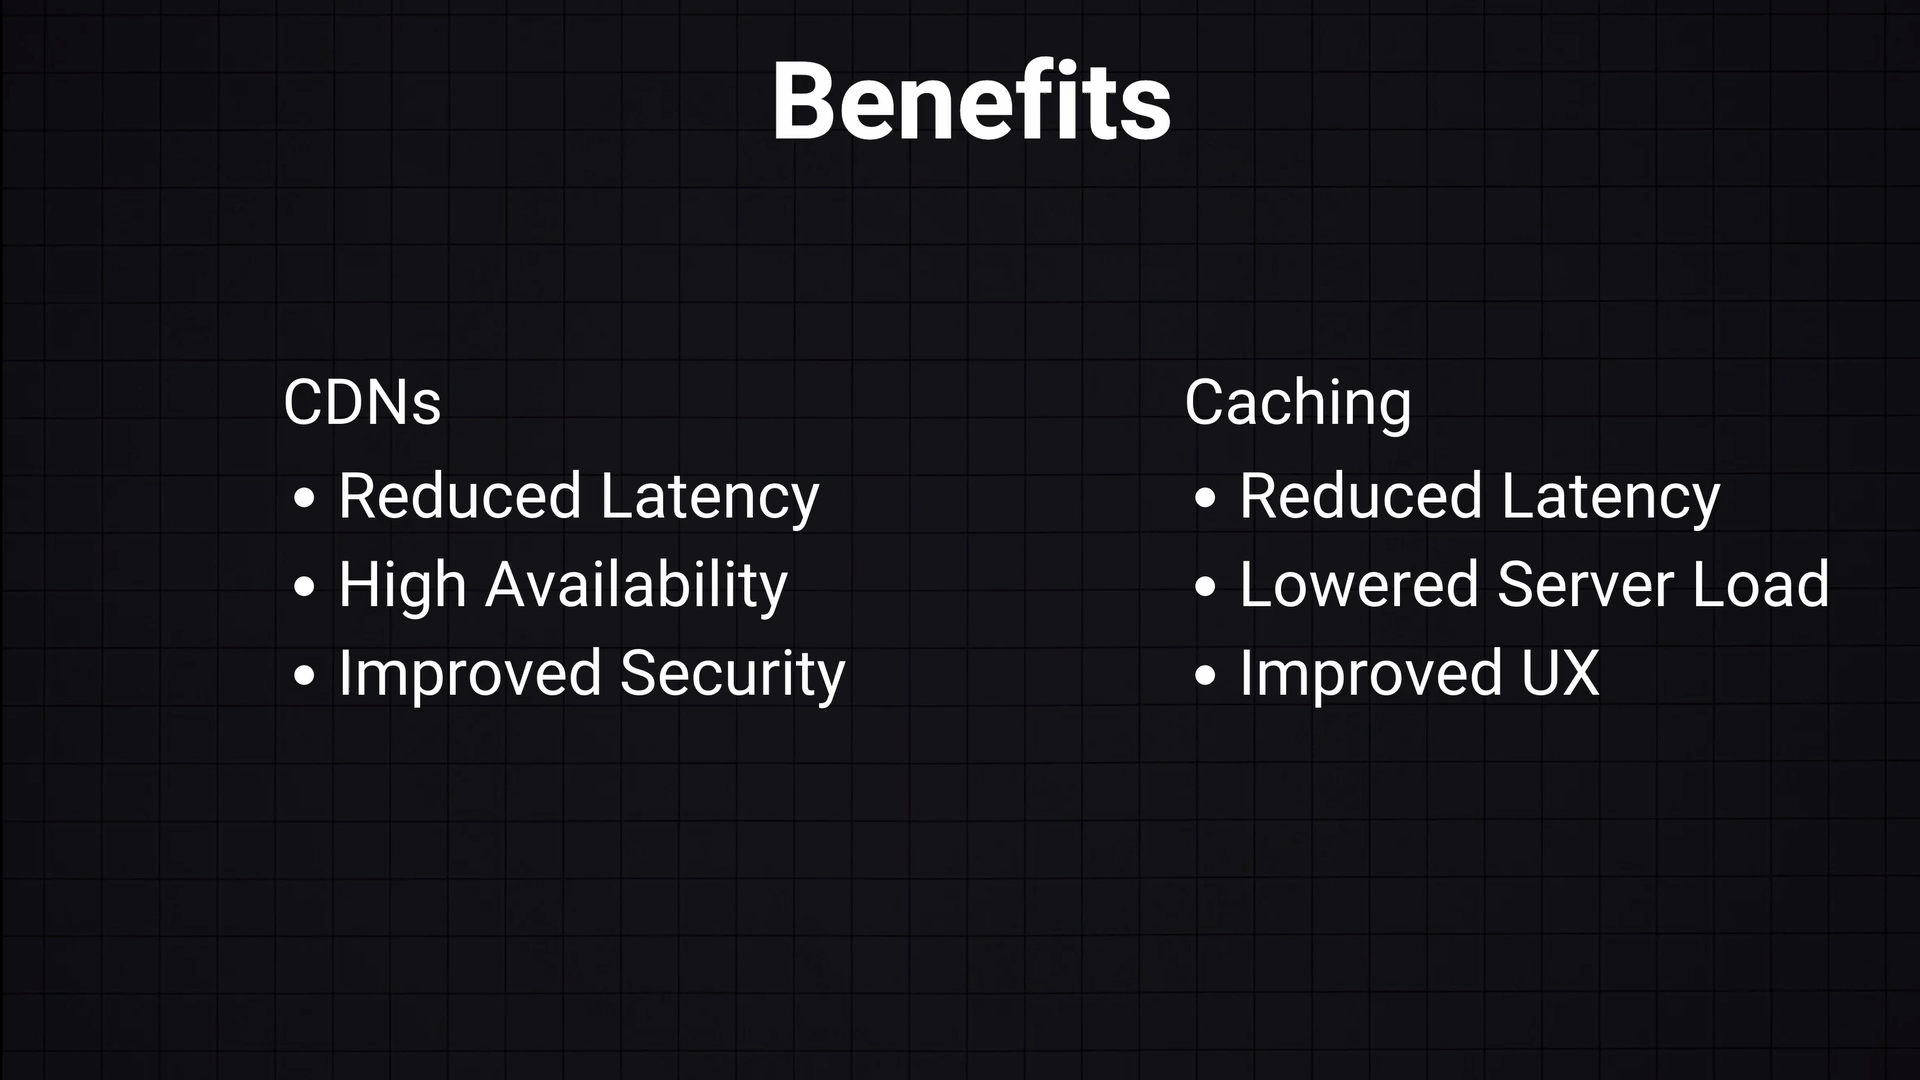 Benefits
CDNs
• Reduced Latency
• High Availability
• Improved Security
Caching
• Reduced Latency
• Lowered Server Load
• Improved UX